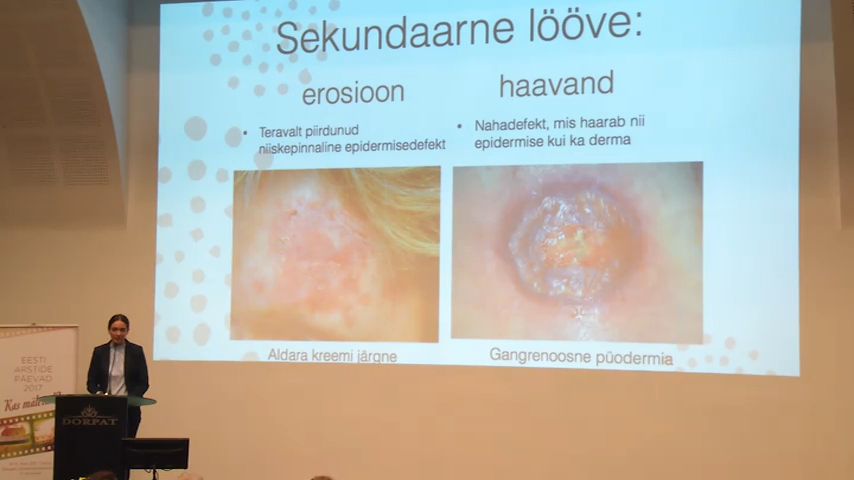 Sekundaarne lööve:
erosioon
haavand
• Teravalt piirdunud
niiskepinnaline epidermisedefekt
• Nahadefekt, mis haarab nii
epidermise kui ka derma
Aldara kreemi järgne
Gangrenoosne püodermia
EESTI
ARSTIDE
PÄEVAD
2017
Kas
DORPAT